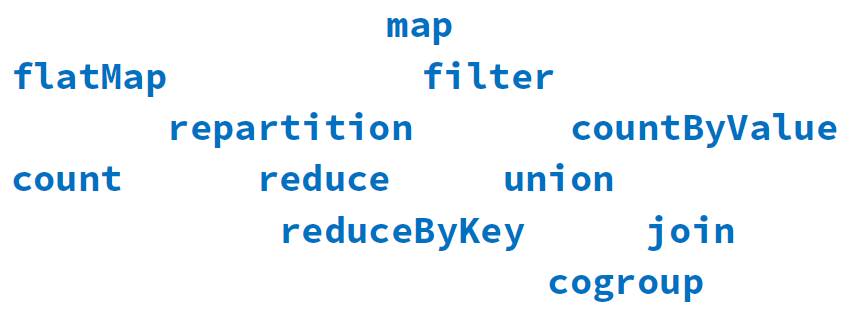 map
flatMap filter
repartition countByValue
count reduce union
reduceByKey join
cogroup